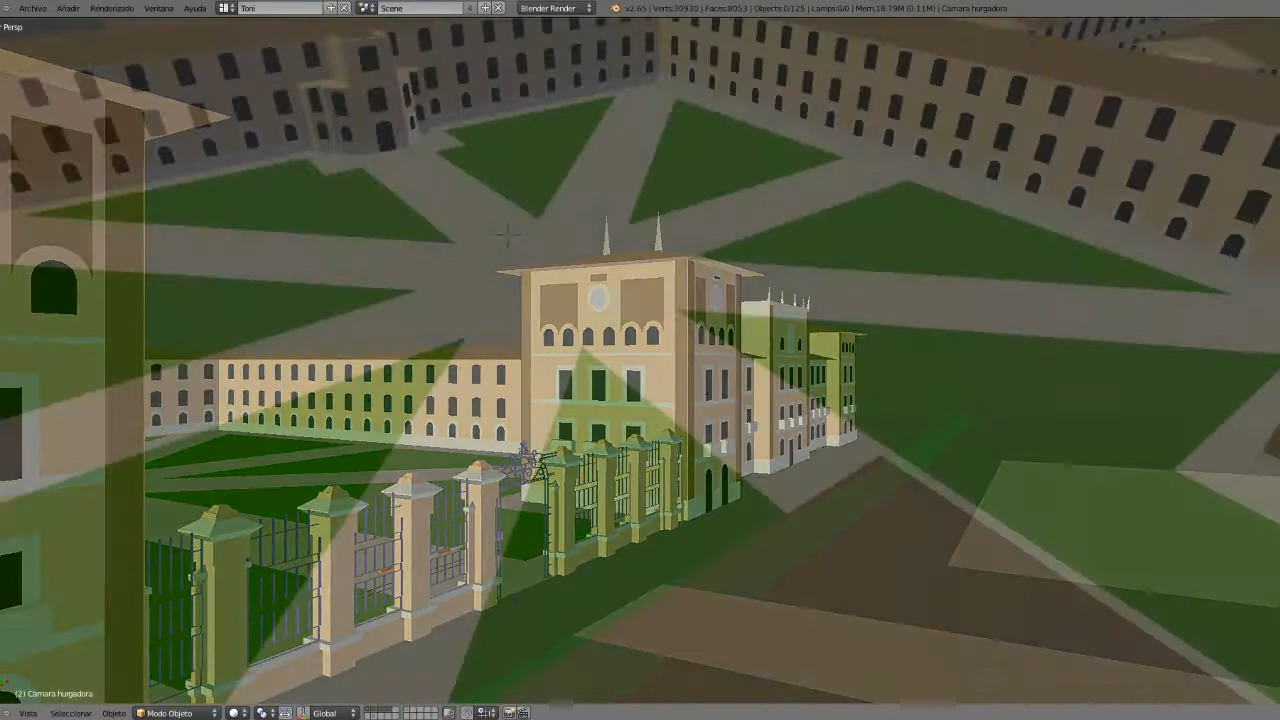 Archivo Añadir Renderizado Ventana Ayuda Toni Scene 4 Blender Render v2.65 | Verts:30930 | Faces:8053 | Objects:0/125 | Lamps:0/0 | Mem:18.79M (0.11M) | Camara hurgadora
Persp
(2) Camara hurgadora
Vista Seleccionar Objeto Modo Objeto Global